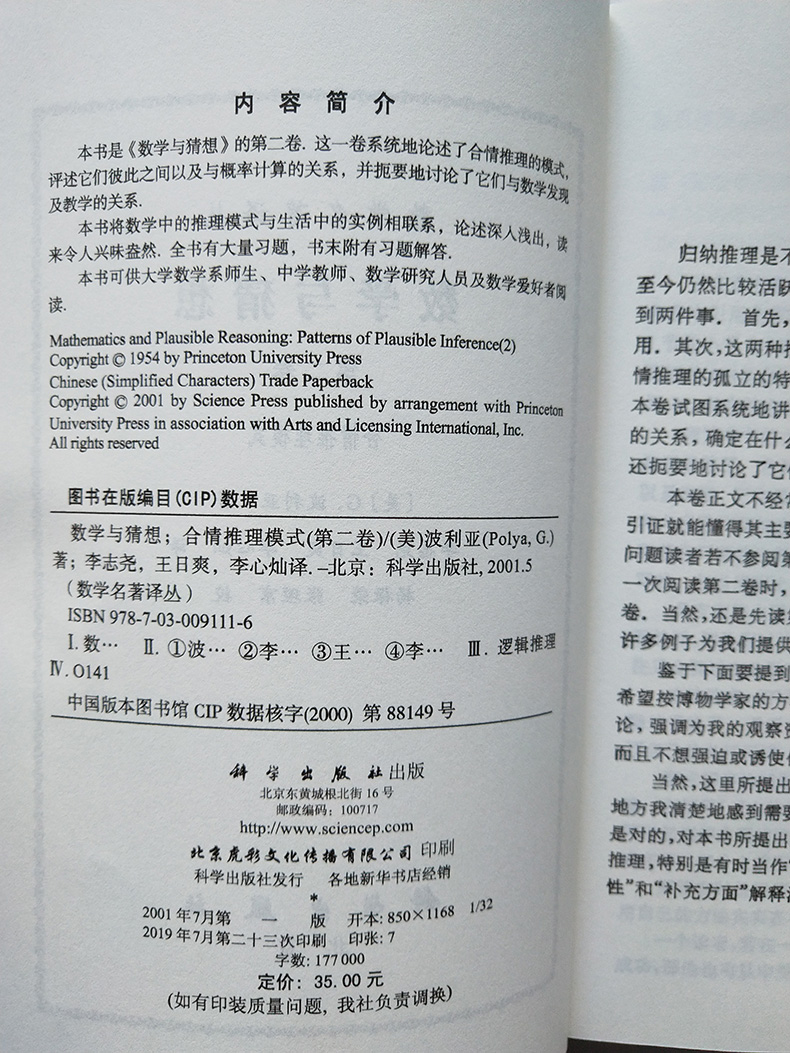 内容简介
本书是《数学与猜想》的第二卷. 这一卷系统地论述了合情推理的模式,
评述它们彼此之间以及与概率计算的关系, 并扼要地讨论了它们与数学发现
及教学的关系.
本书将数学中的推理模式与生活中的实例相联系, 论述深入浅出, 读
来令人兴味盎然. 全书有大量习题, 书末附有习题解答.
本书可供大学数学系师生、中学教师、数学研究人员及数学爱好者阅
读.
Mathematics and Plausible Reasoning: Patterns of Plausible Inference(2)
Copyright © 1954 by Princeton University Press
Chinese (Simplified Characters) Trade Paperback
Copyright © 2001 by Science Press published by arrangement with Princeton
University Press in association with Arts and Licensing International, Inc.
All rights reserved
图书在版编目(CIP)数据
数学与猜想; 合情推理模式(第二卷)/(美)波利亚(Polya, G.)
著; 李志尧, 王日爽, 李心灿译. –北京: 科学出版社, 2001.5
(数学名著译丛)
ISBN 978-7-03-009111-6
Ⅰ. 数… Ⅱ. ①波… ②李… ③王… ④李… Ⅲ. 逻辑推理
Ⅳ. O141
中国版本图书馆 CIP 数据核字(2000) 第 88149 号
科学出版社出版
北京东黄城根北街 16 号
邮政编码: 100717
http://www.sciencep.com
北京虎彩文化传播有限公司 印刷
科学出版社发行 各地新华书店经销
*
2001 年 7 月第 一 版 开本: 850×1168 1/32
2019 年 7 月第二十三次印刷 印张: 7
字数: 177 000
定价: 35.00 元
(如有印装质量问题, 我社负责调换)
归纳推理是不
至今仍然比较活跃
到两件事. 首先,
用. 其次, 这两种推
情推理的孤立的特
本卷试图系统地讲
的关系, 确定在什么
还扼要地讨论了它们
本卷正文不经常
引证就能懂得其主要
问题读者若不参阅第
一次阅读第二卷时,
卷. 当然, 还是先读第
许多例子为我们提供
鉴于下面要提到
希望按博物学家的方
论, 强调为我的观察资
而且不想强迫或诱使
当然, 这里所提出
地方我清楚地感到需要
是对的, 对本书所提出
推理, 特别是有时当作“
性”和“补充方面”解释